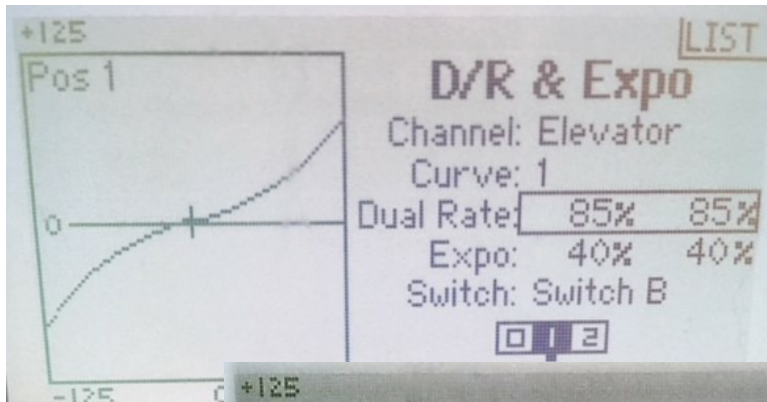 +125
LIST
Pos 1
D/R & Expo
Channel: Elevator
Curve: 1
0
Dual Rate: 85% 85%
Expo: 40% 40%
Switch: Switch B
0 1 2
-125
+125